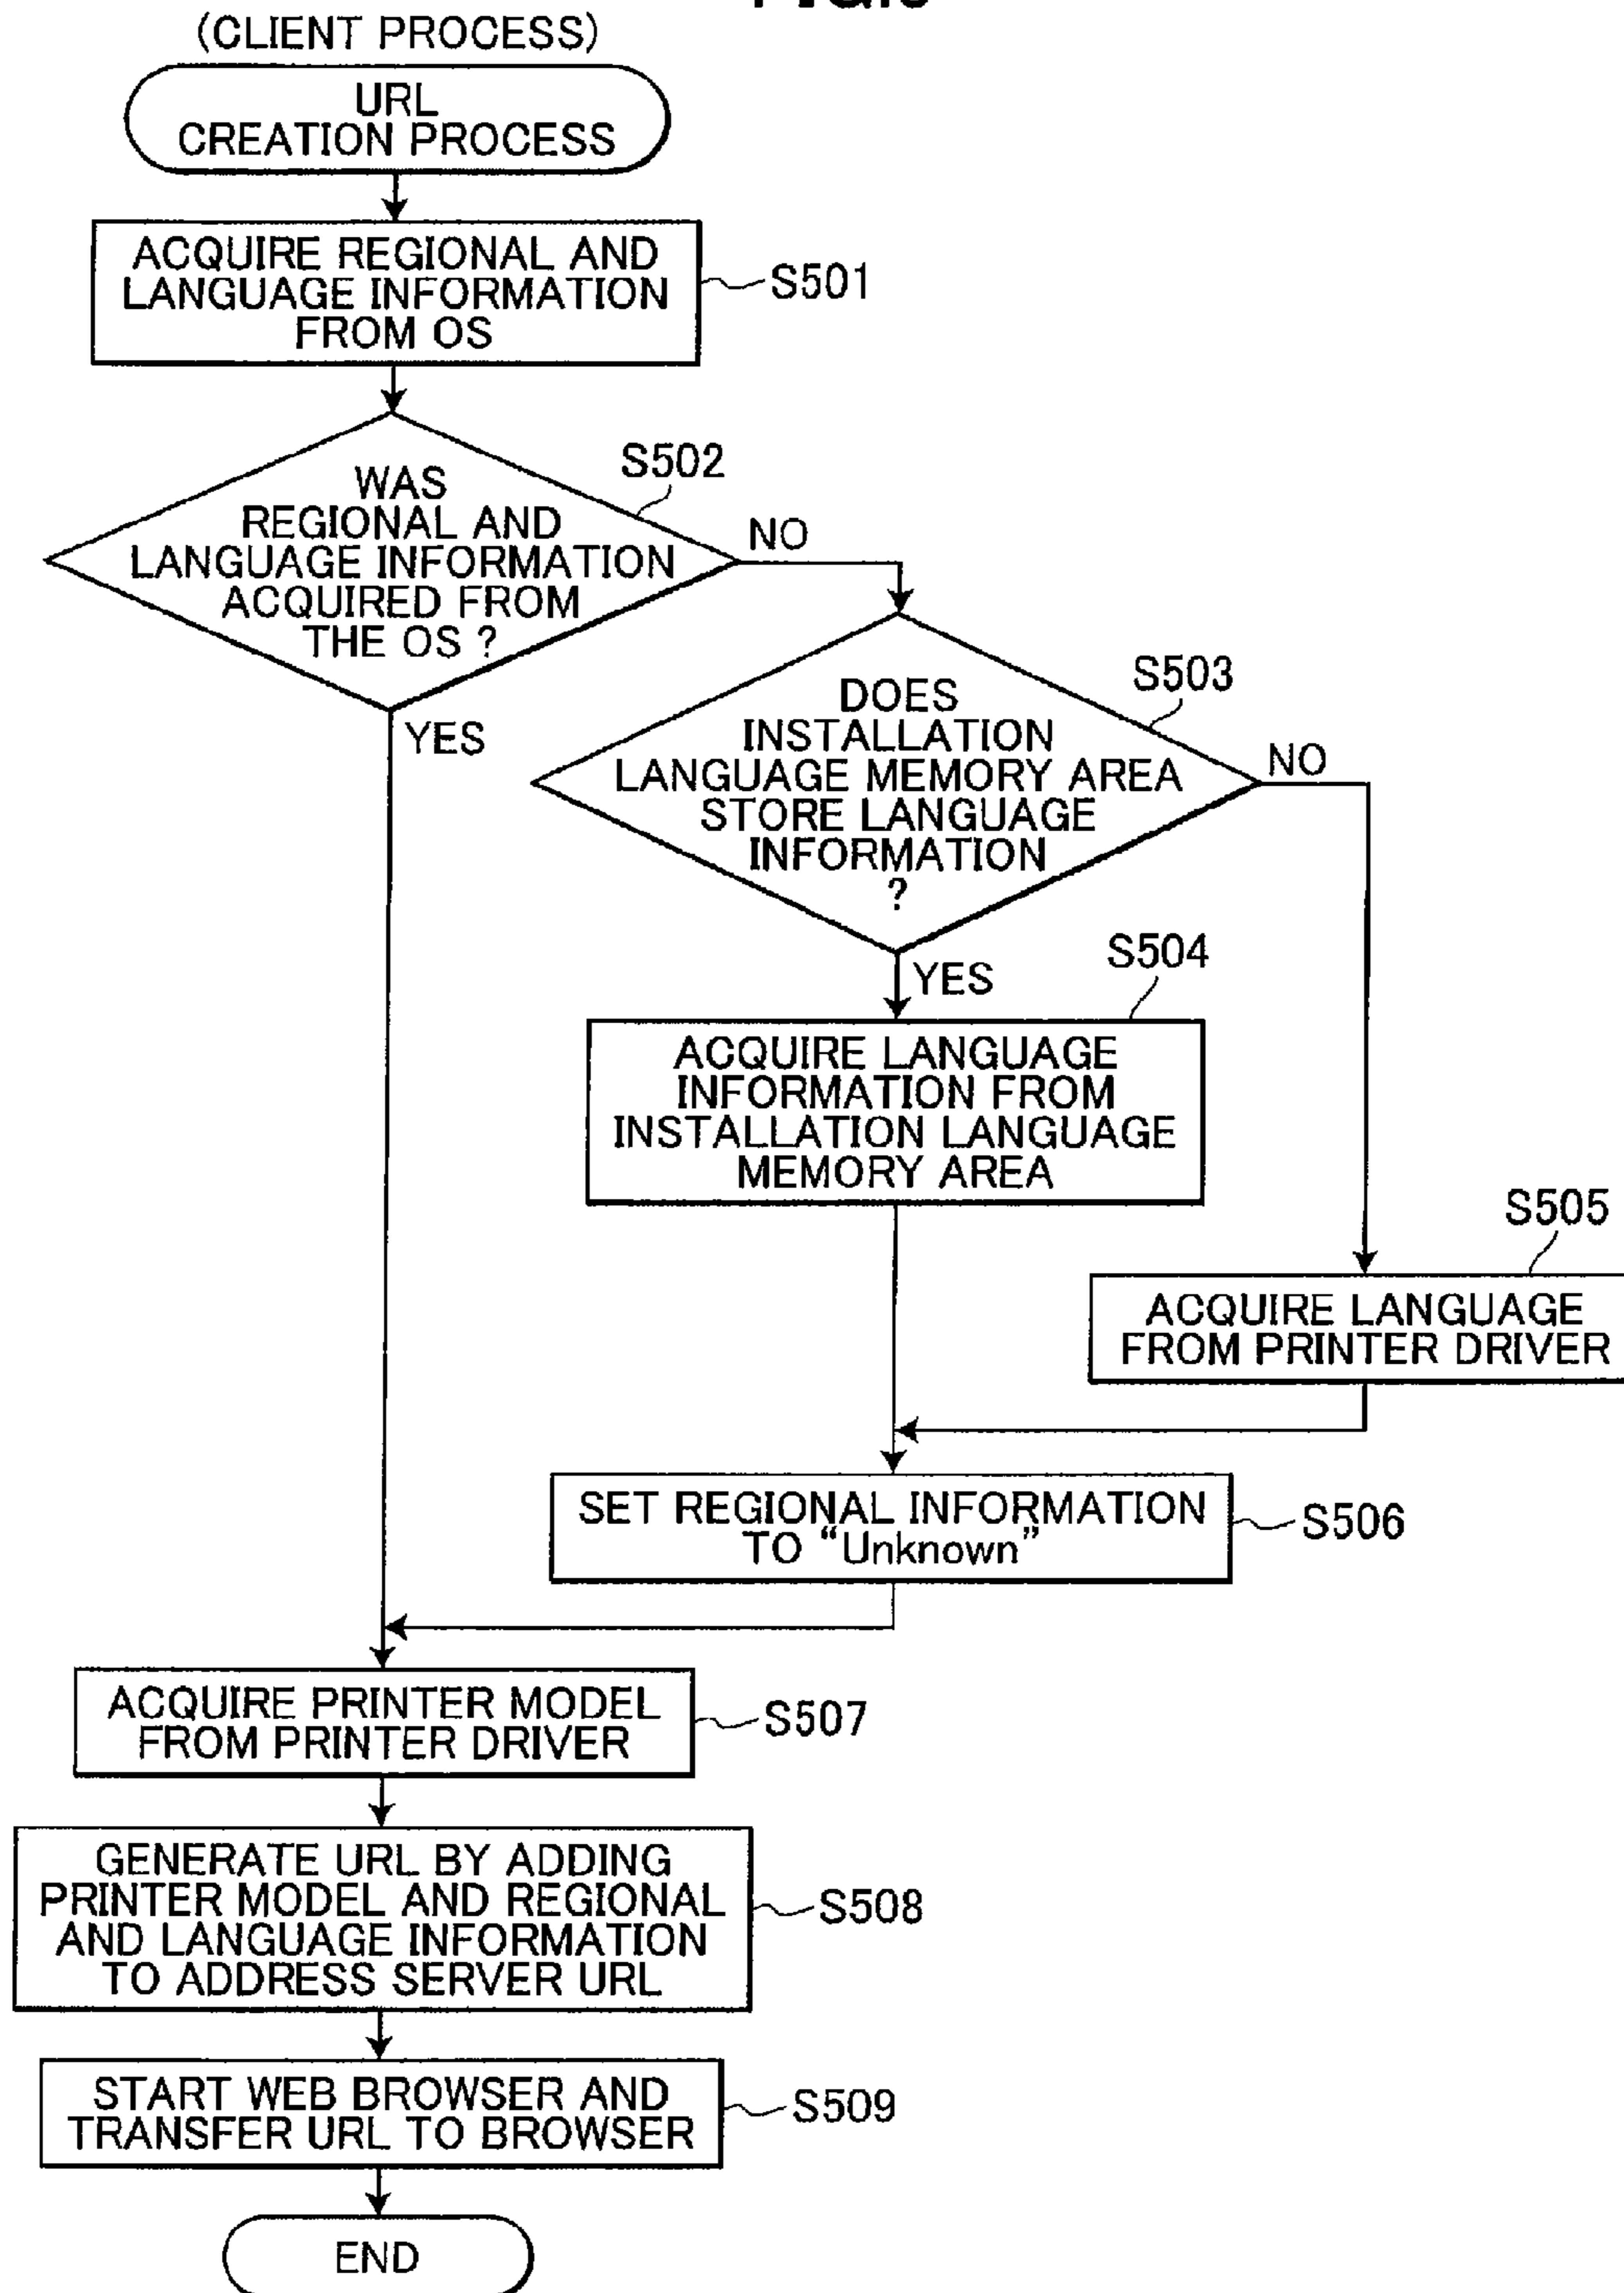 (CLIENT PROCESS)
URL
CREATION PROCESS
ACQUIRE REGIONAL AND
LANGUAGE INFORMATION
FROM OS
S501
S502
WAS
REGIONAL AND
LANGUAGE INFORMATION
ACQUIRED FROM
THE OS ?
NO
YES
S503
DOES
INSTALLATION
LANGUAGE MEMORY AREA
STORE LANGUAGE
INFORMATION
?
NO
YES
S504
ACQUIRE LANGUAGE
INFORMATION FROM
INSTALLATION LANGUAGE
MEMORY AREA
S505
ACQUIRE LANGUAGE
FROM PRINTER DRIVER
SET REGIONAL INFORMATION
TO “Unknown”
S506
ACQUIRE PRINTER MODEL
FROM PRINTER DRIVER
S507
GENERATE URL BY ADDING
PRINTER MODEL AND REGIONAL
AND LANGUAGE INFORMATION
TO ADDRESS SERVER URL
S508
START WEB BROWSER AND
TRANSFER URL TO BROWSER
S509
END